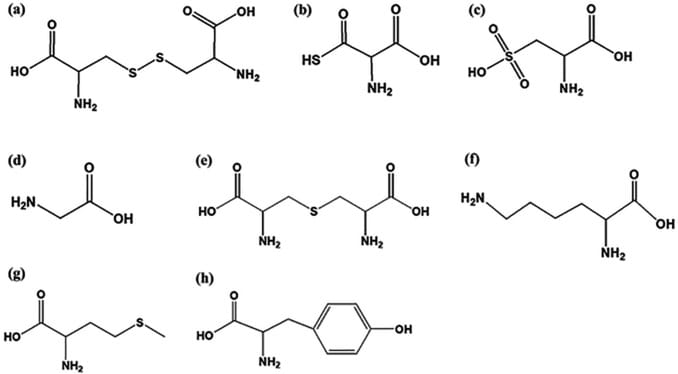 (a)
O OH
O
HO S S NH₂
NH₂
(b)
O O
HS OH
NH₂
(c)
O O
S OH
HO O NH₂
(d)
O
H₂N
OH
(e)
O O
HO S OH
NH₂ NH₂
(f)
O
H₂N
OH
NH₂
(g)
O
S
HO
NH₂
(h)
O
HO OH
NH₂